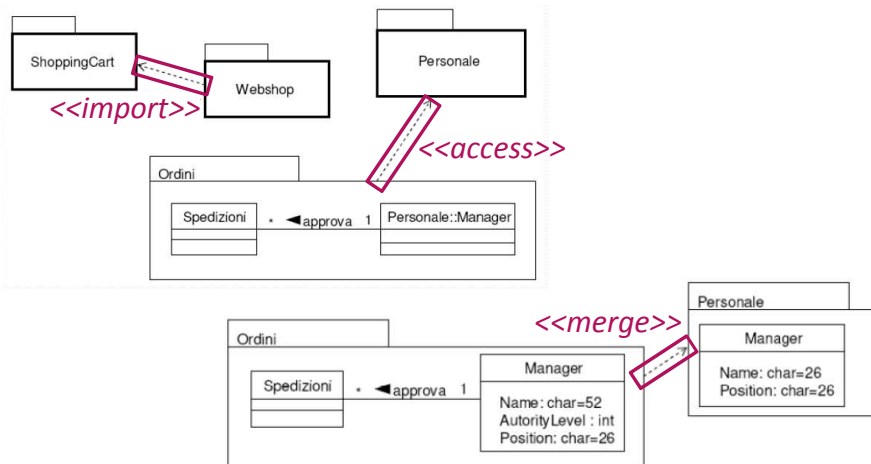 ShoppingCart
Webshop
Personale
<<import>>
<<access>>
Ordini
Spedizioni
* ◄approva 1
Personale::Manager
Personale
<<merge>>
Manager
Name: char=26
Position: char=26
Ordini
Spedizioni
* ◄approva 1
Manager
Name: char=52
AutorityLevel : int
Position: char=26